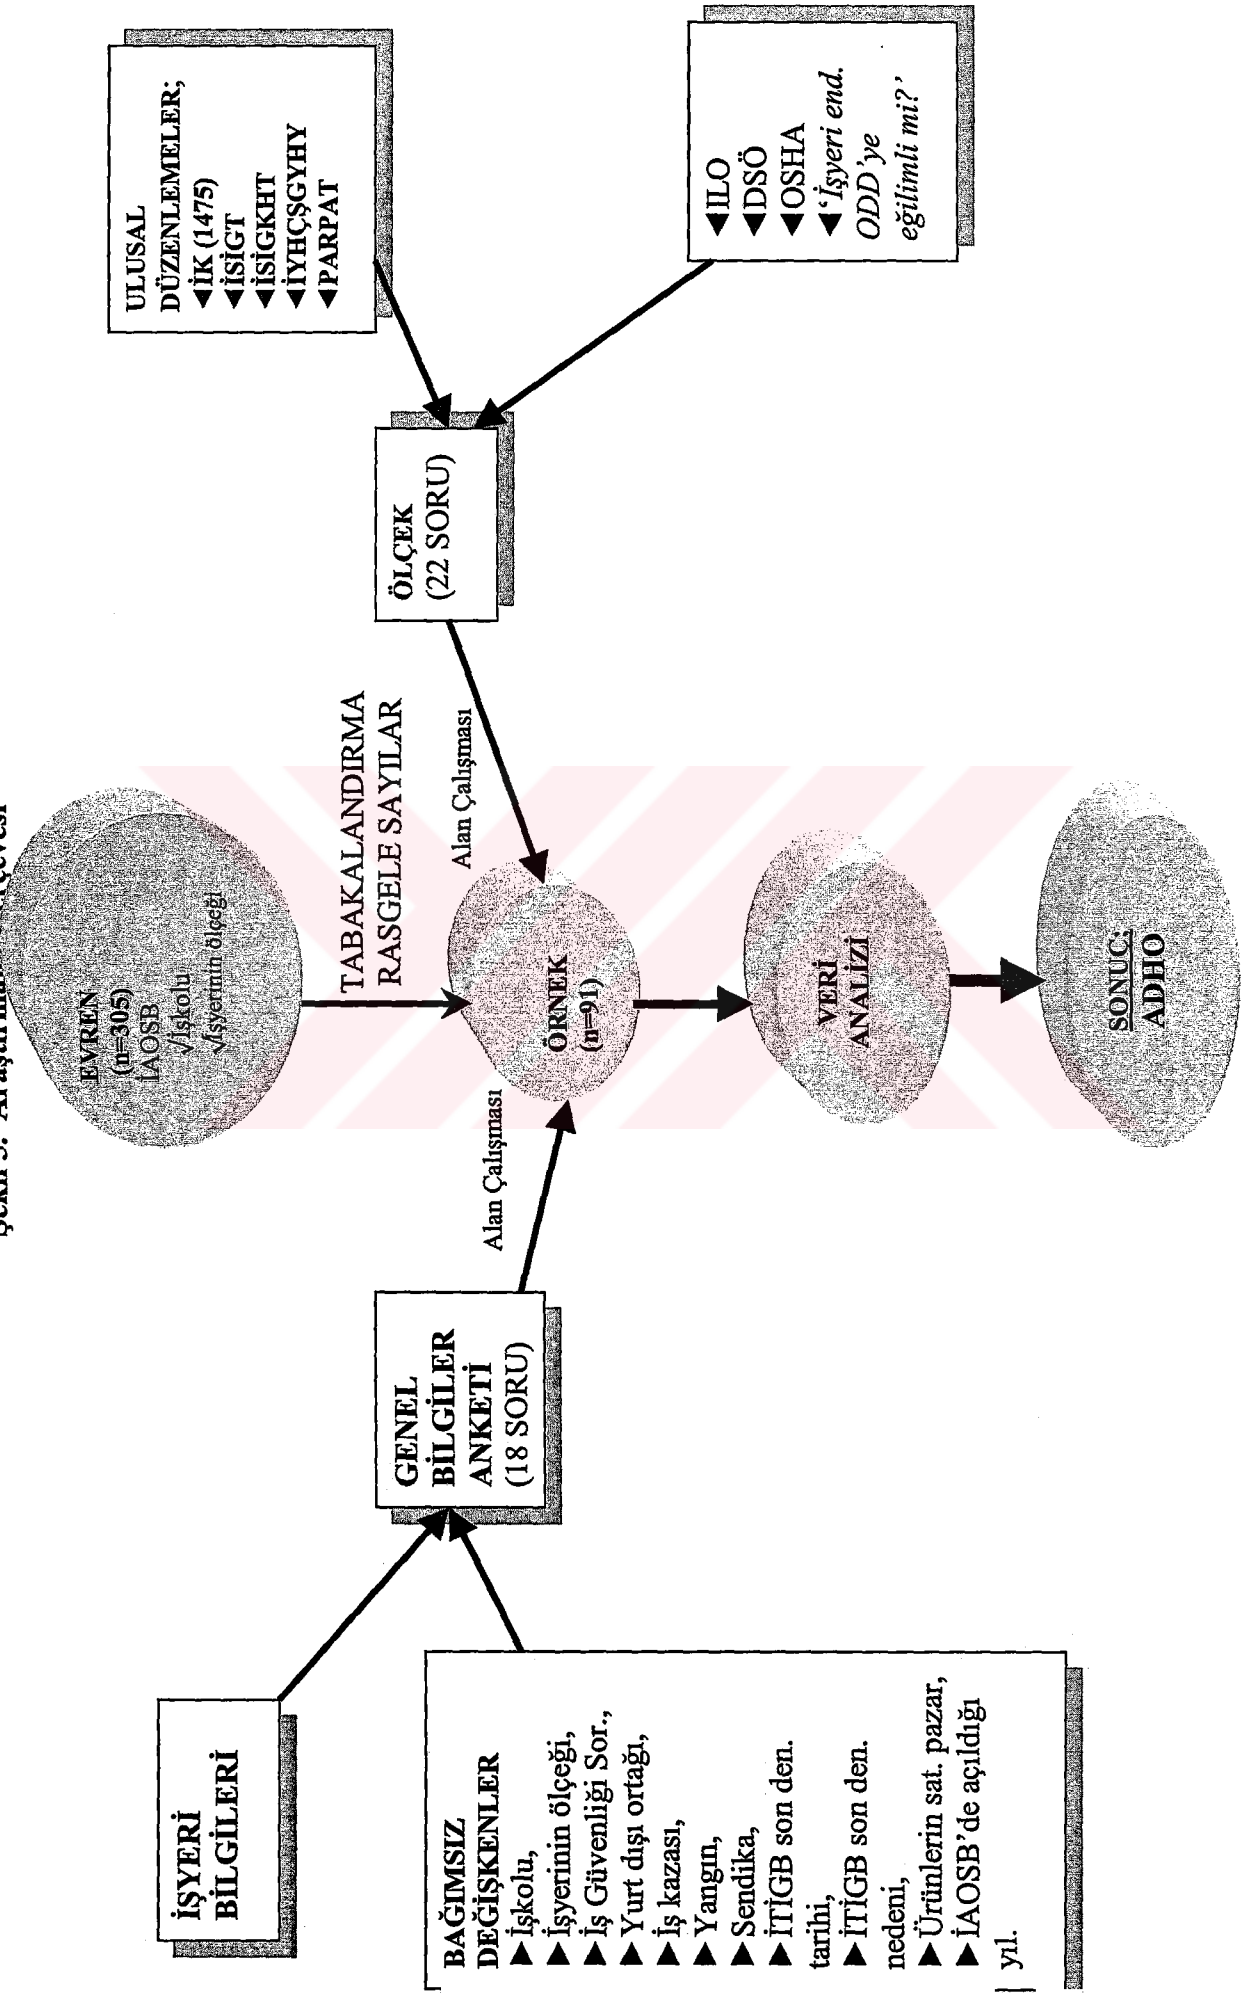 Şekil 3. Araştırmanın Çerçevesi
EVREN
(n=305)
İAOSB
√İşkolu
√İşyerinin ölçeği
TABAKALANDIRMA
RASGELE SAYILAR
İŞYERİ
BİLGİLERİ
BAĞIMSIZ
DEĞİŞKENLER
►İşkolu,
►İşyerinin ölçeği,
►İş Güvenliği Sor.,
►Yurt dışı ortağı,
►İş kazası,
►Yangın,
►Sendika,
►İTİGB son den.
tarihi,
►İTİGB son den.
nedeni,
►Ürünlerin sat. pazar,
►İAOSB'de açıldığı
yıl.
GENEL
BİLGİLER
ANKETİ
(18 SORU)
Alan Çalışması
ÖRNEK
(n=91)
Alan Çalışması
ÖLÇEK
(22 SORU)
ULUSAL
DÜZENLEMELER;
◄İK (1475)
◄İSİGT
◄İSİGKHT
◄İYHÇŞGYHY
◄PARPAT
◄ILO
◄DSÖ
◄OSHA
◄‘İşyeri end.
ODD’ye
eğilimli mi?’
VERİ
ANALİZİ
SONUÇ;
ADHO